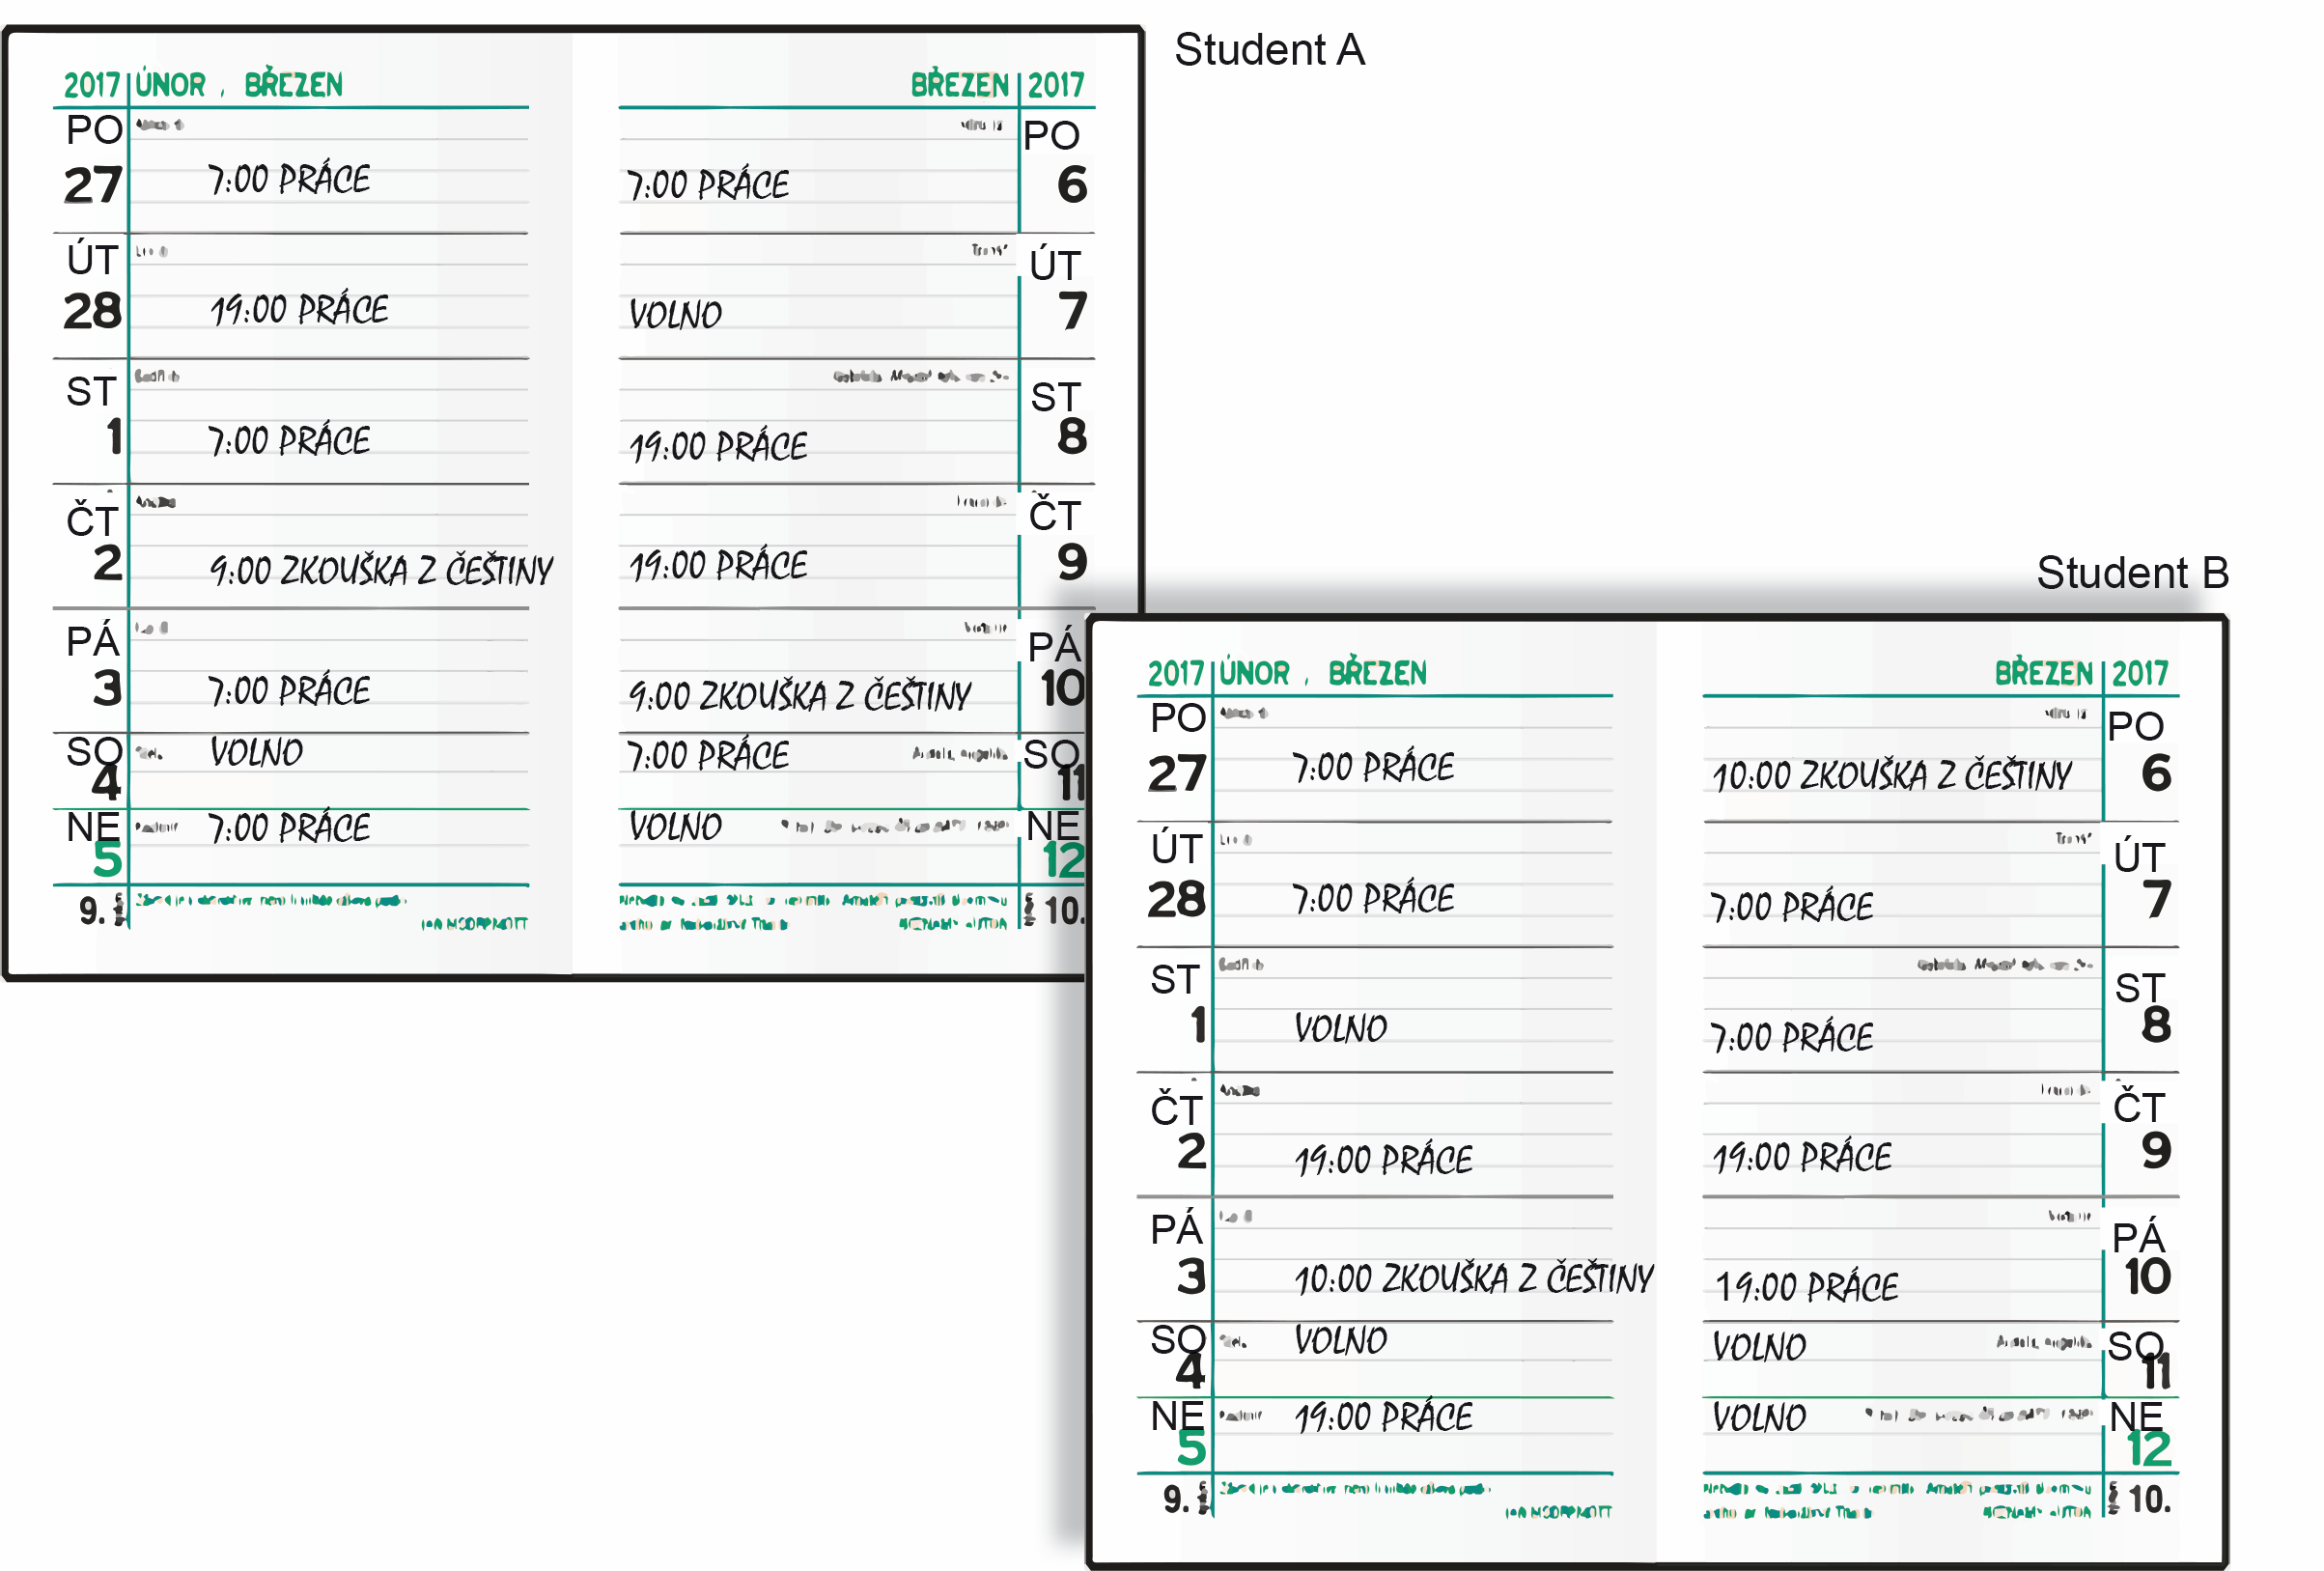 Student A
2017 ÚNOR . BŘEZEN
PO
27 7:00 PRÁCE
ÚT
28 19:00 PRÁCE
ST
1 7:00 PRÁCE
ČT
2 9:00 ZKOUŠKA Z ČEŠTINY
PÁ
3 7:00 PRÁCE
SO VOLNO
4
NE 7:00 PRÁCE
5
9.
BŘEZEN 2017
PO
7:00 PRÁCE 6
ÚT
VOLNO 7
ST
19:00 PRÁCE 8
ČT
19:00 PRÁCE 9
PÁ
9:00 ZKOUŠKA Z ČEŠTINY 10
7:00 PRÁCE SO
11
VOLNO NE
12
10.
Student B
2017 ÚNOR . BŘEZEN
PO
27 7:00 PRÁCE
ÚT
28 7:00 PRÁCE
ST
1 VOLNO
ČT
2 19:00 PRÁCE
PÁ
3 10:00 ZKOUŠKA Z ČEŠTINY
SO VOLNO
4
NE 19:00 PRÁCE
5
9.
BŘEZEN 2017
PO
10:00 ZKOUŠKA Z ČEŠTINY 6
ÚT
7:00 PRÁCE 7
ST
7:00 PRÁCE 8
ČT
19:00 PRÁCE 9
PÁ
19:00 PRÁCE 10
VOLNO SO
11
VOLNO NE
12
10.